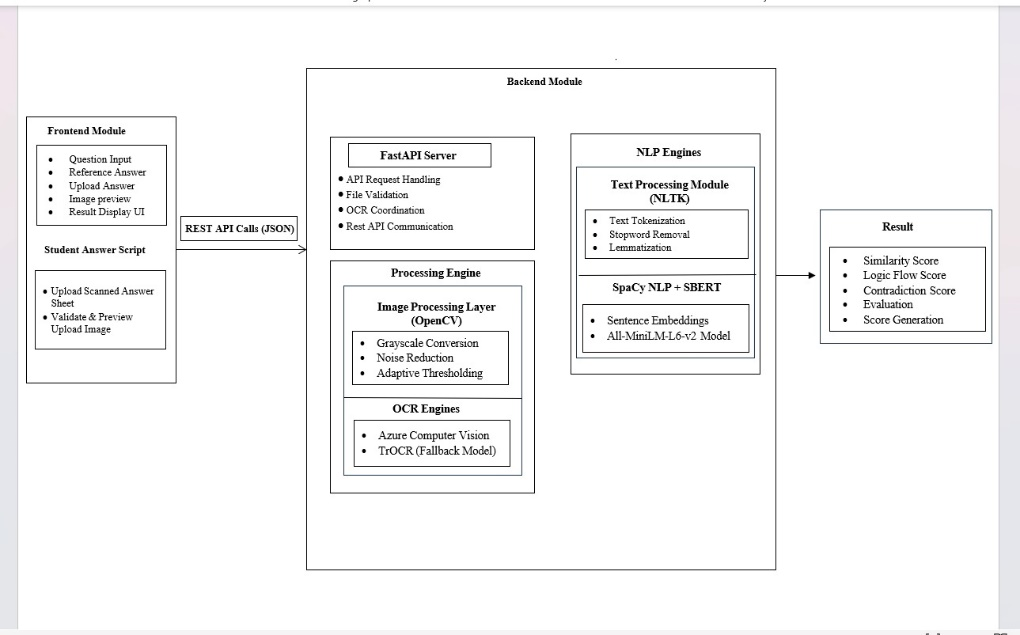 Backend Module
Frontend Module
Question Input
Reference Answer
Upload Answer
Image preview
Result Display UI
Student Answer Script
Upload Scanned Answer
Sheet
Validate & Preview
Upload Image
REST API Calls (JSON)
FastAPI Server
API Request Handling
File Validation
OCR Coordination
Rest API Communication
Processing Engine
Image Processing Layer
(OpenCV)
Grayscale Conversion
Noise Reduction
Adaptive Thresholding
OCR Engines
Azure Computer Vision
TrOCR (Fallback Model)
NLP Engines
Text Processing Module
(NLTK)
Text Tokenization
Stopword Removal
Lemmatization
SpaCy NLP + SBERT
Sentence Embeddings
All-MiniLM-L6-v2 Model
Result
Similarity Score
Logic Flow Score
Contradiction Score
Evaluation
Score Generation